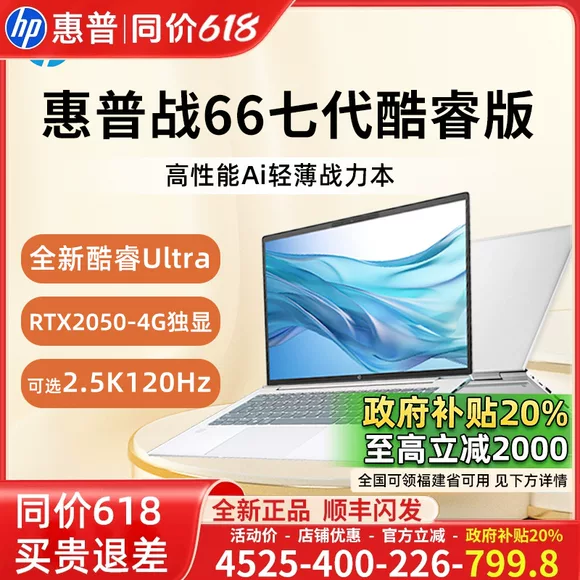 hp 惠普|同价618
惠普战66七代酷睿版
高性能Ai轻薄战力本
全新酷睿Ultra
RTX2050-4G独显
可选2.5K120Hz
政府补贴20%
至高立减2000
全国可领福建省可用 见下方详情
同价618
买贵退差
全新正品 顺丰闪发
活动价 - 店铺优惠 - 官方立减 - 政府补贴20%
4525-400-226-799.8